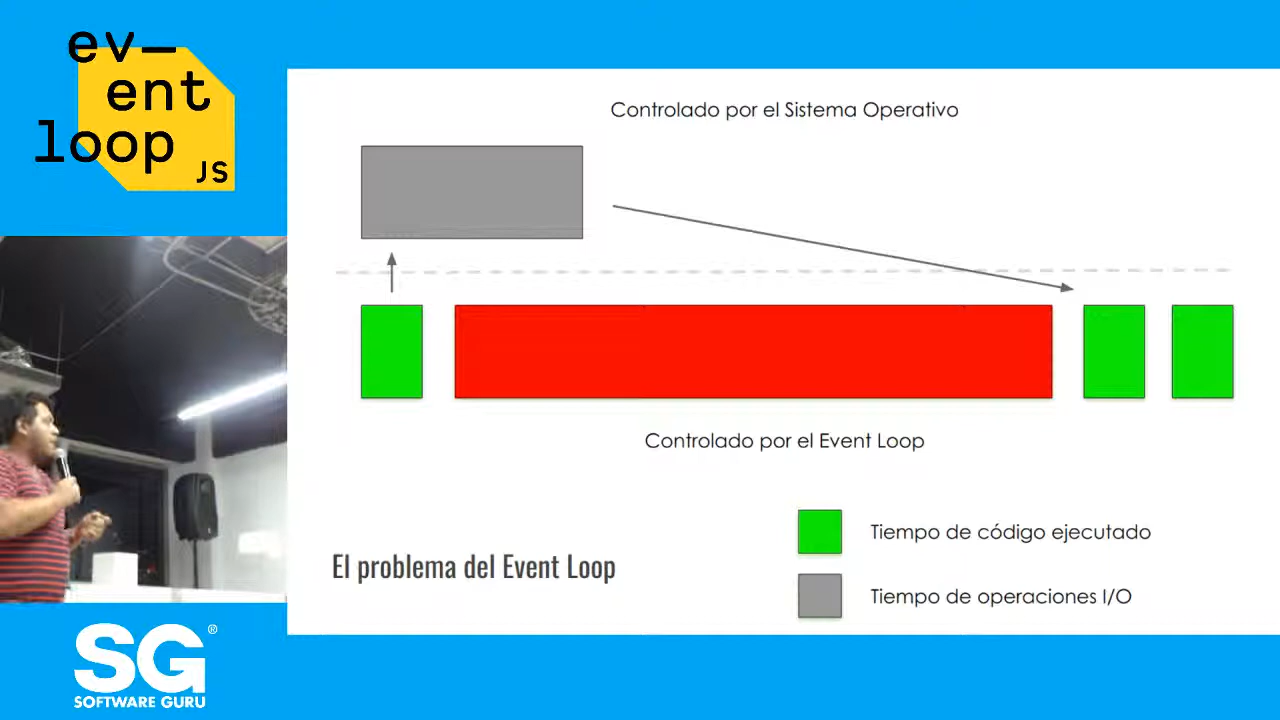 ev—
ent
loop
JS
Controlado por el Sistema Operativo
Controlado por el Event Loop
Tiempo de código ejecutado
El problema del Event Loop
Tiempo de operaciones I/O
SG®
SOFTWARE GURU